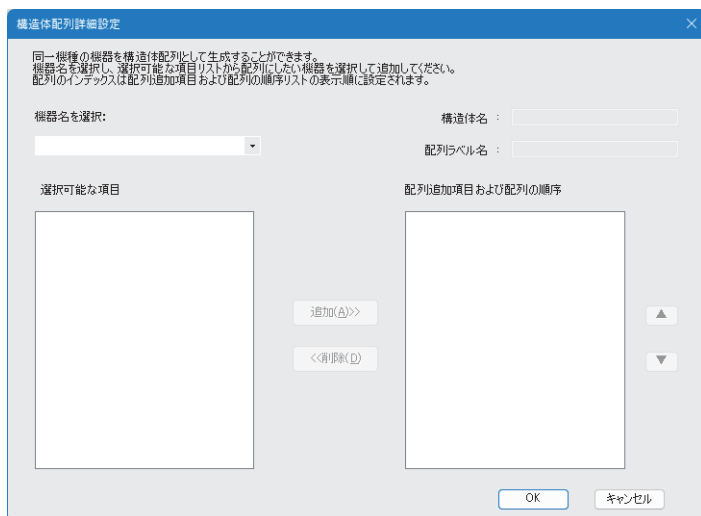 構造体配列詳細設定
同一機種の機器を構造体配列として生成することができます。
機器名を選択し、選択可能な項目リストから配列にしたい機器を選択して追加してください。
配列のインデックスは配列追加項目および配列の順序リストの表示順に設定されます。
機器名を選択:
構造体名 :
配列ラベル名 :
選択可能な項目
配列追加項目および配列の順序
追加(A)>>
<<削除(D)
▲
▼
OK
キャンセル